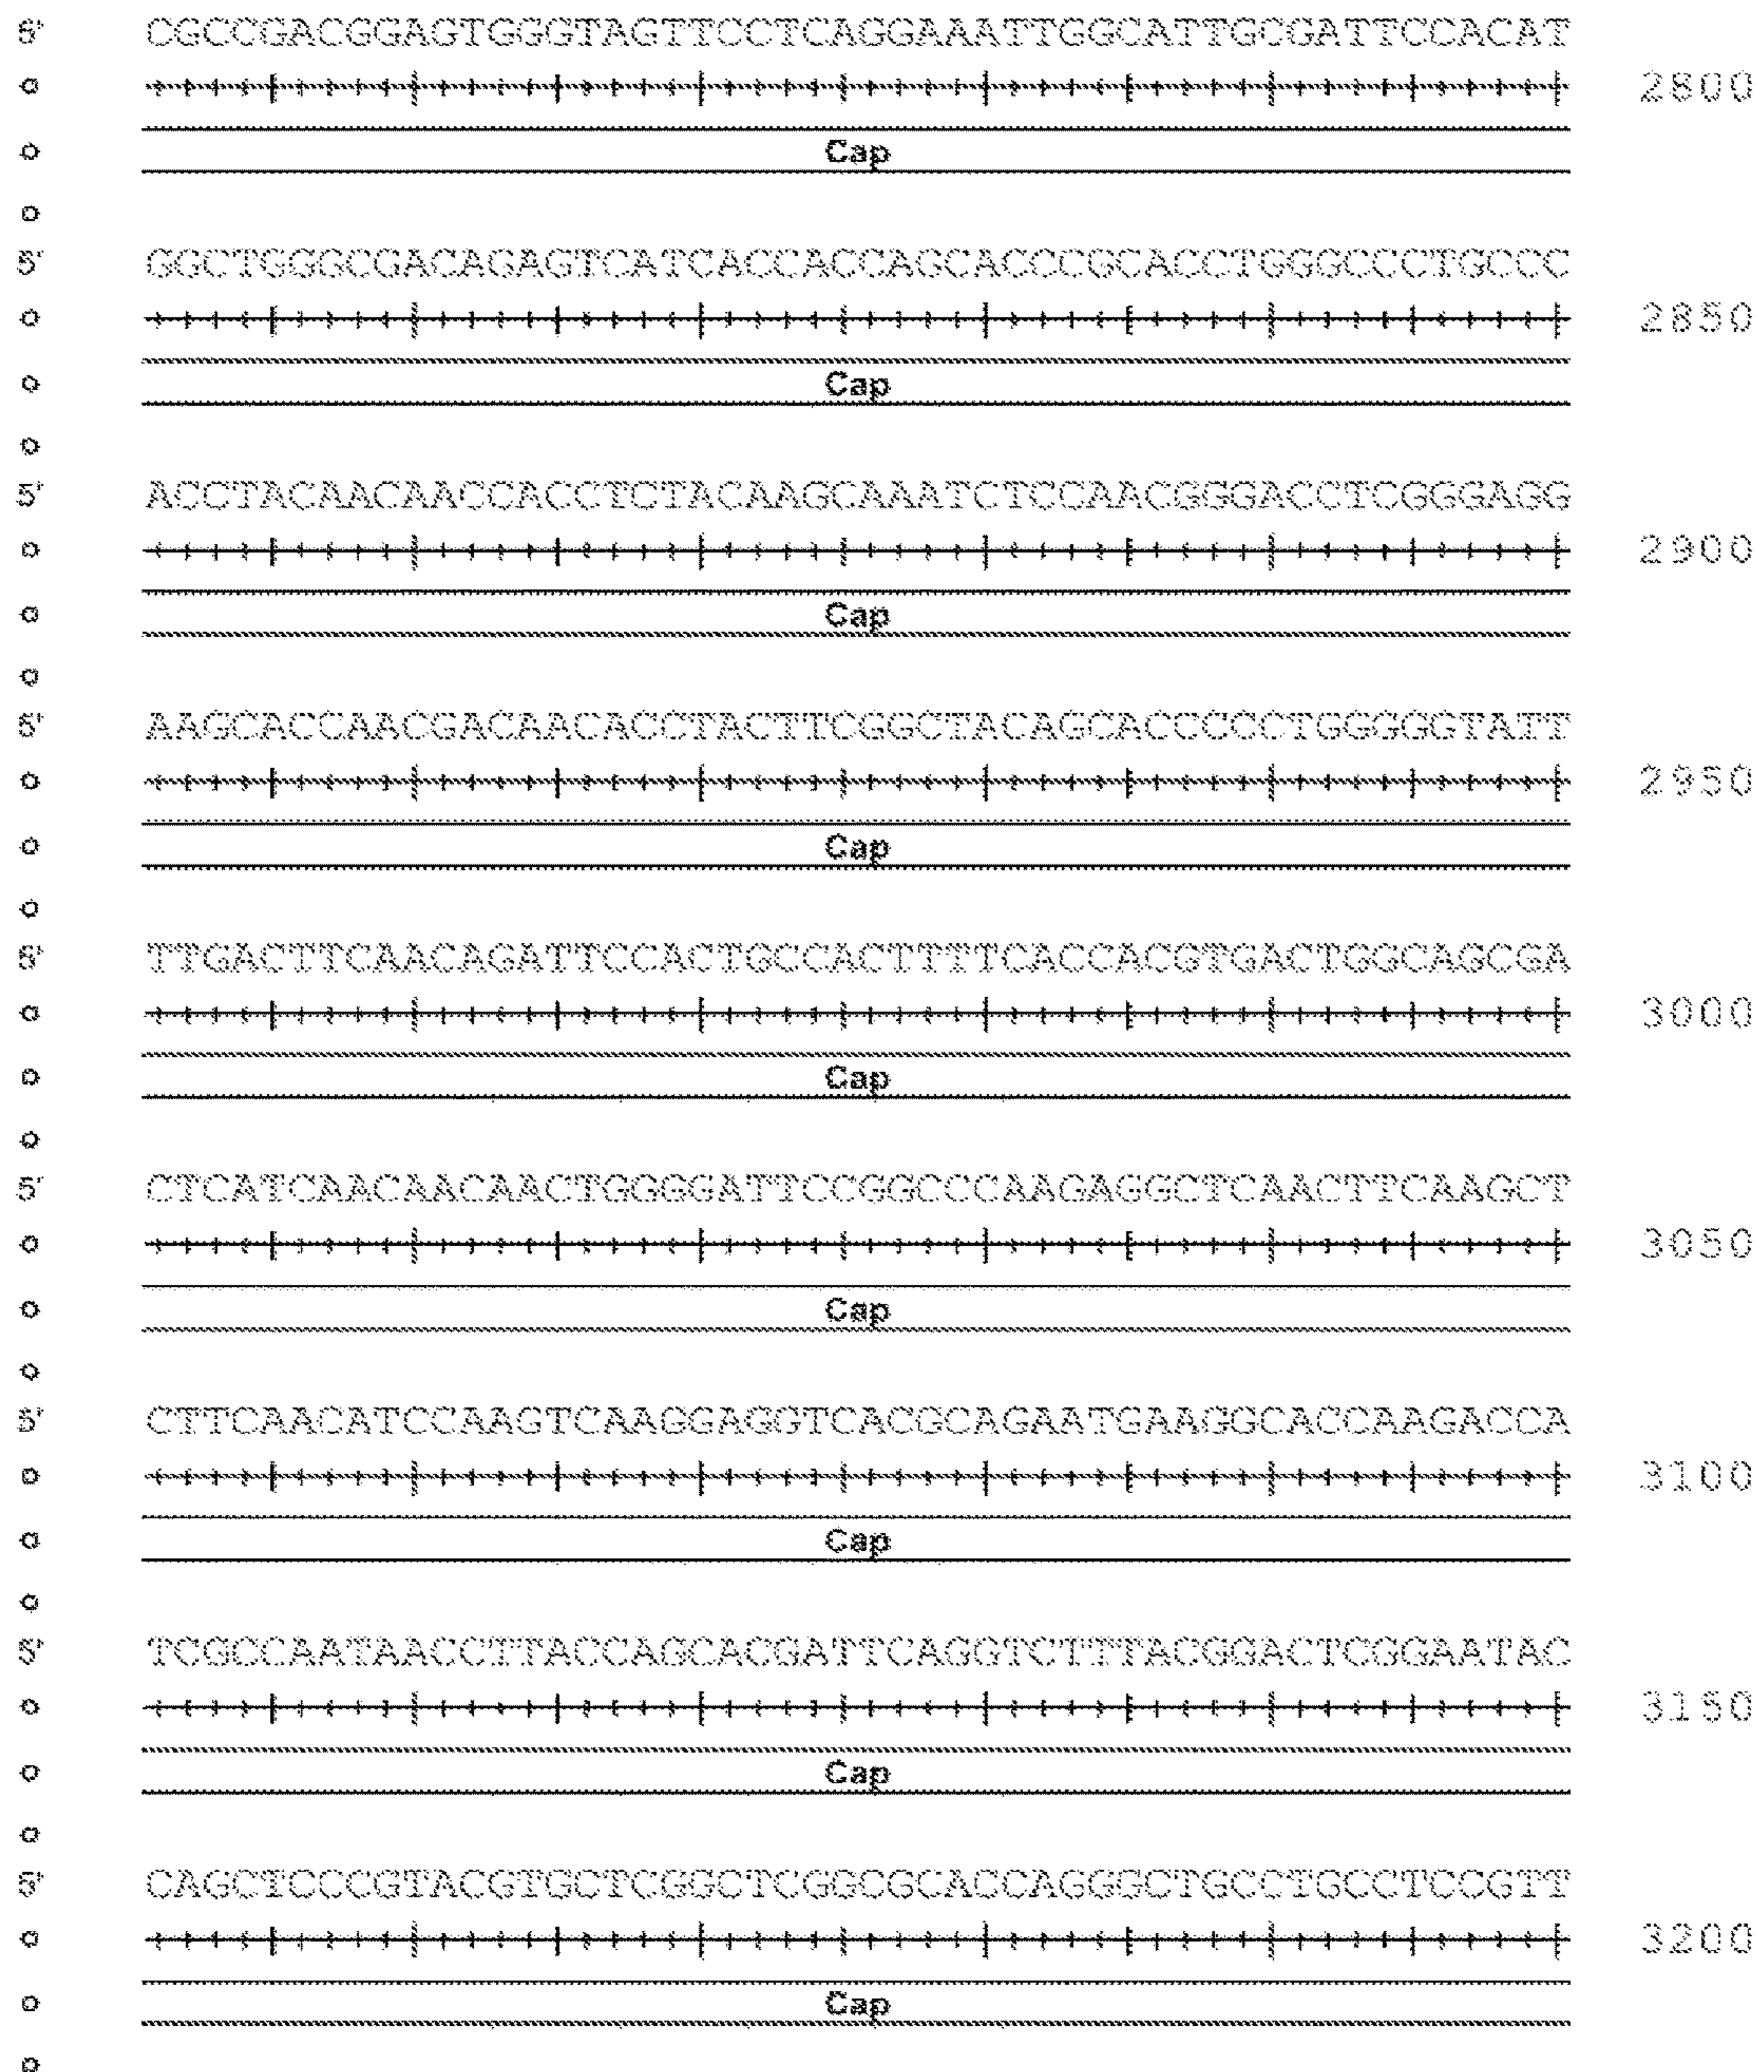 5' CGCCGACGGAGTGGGTAGTTCCTCAGGAAATTGGCATTGCGATTCCACAT
2800
Cap
5' GGCTGGGCGACAGAGTCATCACCACCAGCACCCGCACCTGGGCCCTGCCC
2850
Cap
5' ACCTACAACAACCACCTCTACAAGCAAATCTCCAACGGGACCTCGGGAGG
2900
Cap
5' AAGCACCAACGACAACACCTACTTCGGCTACAGCACCCCCTGGGGGTATT
2950
Cap
5' TTGACTTCAACAGATTCCACTGCCACTTTTCACCACGTGACTGGCAGCGA
3000
Cap
5' CTCATCAACAACAACTGGGGATTCCGGCCCAAGAGGCTCAACTTCAAGCT
3050
Cap
5' CTTCAACATCCAAGTCAAGGAGGTCACGCAGAATGAAGGCACCAAGACCA
3100
Cap
5' TCGCCAATAACCTTACCAGCACGATTCAGGTCTTTACGGACTCGGAATAC
3150
Cap
5' CAGCTCCCGTACGTGCTCGGCTCGGCGCACCAGGGCTGCCTGCCTCCGTT
3200
Cap